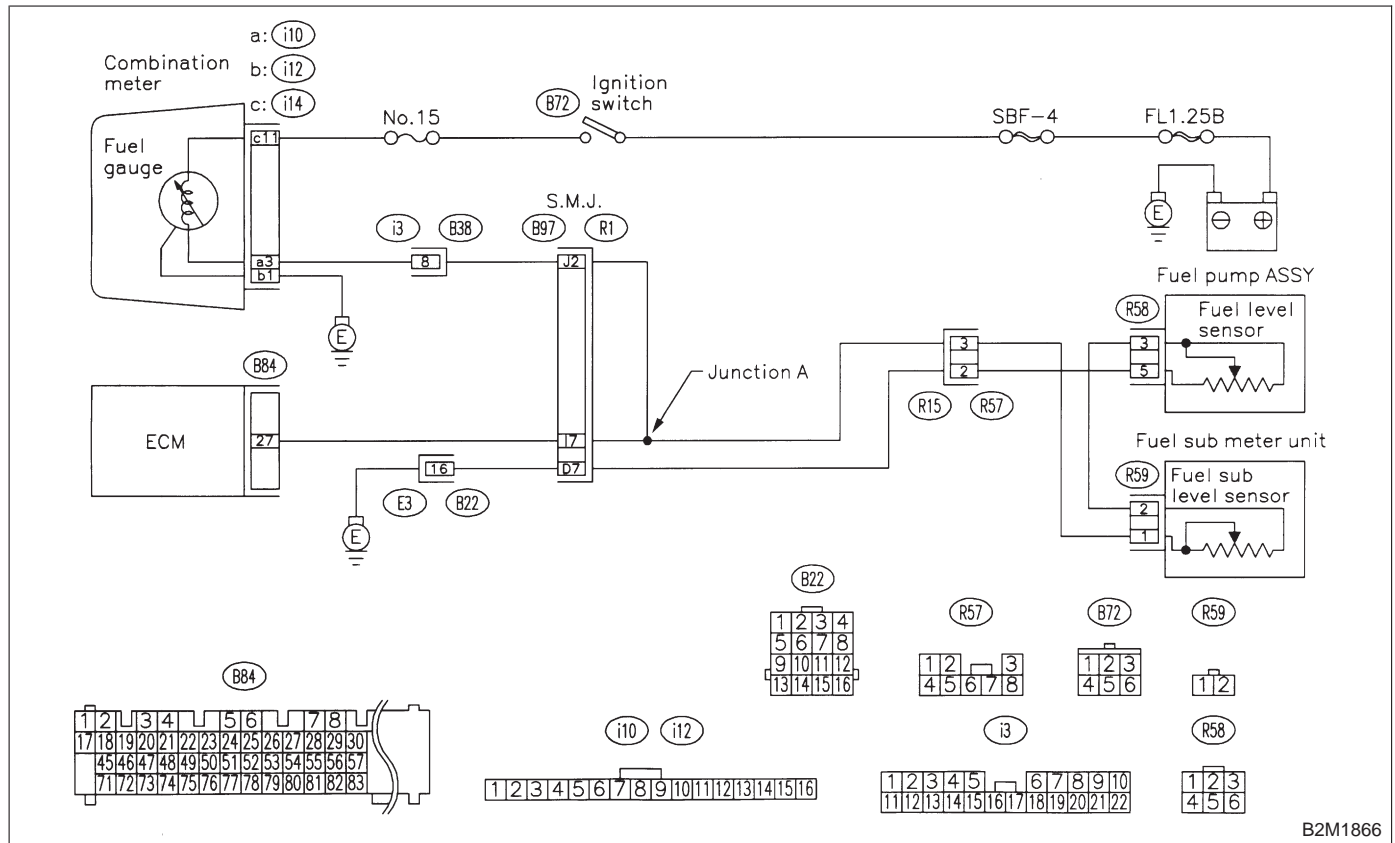 a: i10
Combination
meter
b: i12
c: i14
Fuel
gauge
c11
a3
b1
E
No.15
B72
Ignition
switch
SBF-4
FL1.25B
E
⊖ ⊕
S.M.J.
i3 B38
B97 R1
8
J2
Junction A
B84
ECM
27
I7
16
D7
E3 B22
E
3
2
R15 R57
Fuel pump ASSY
R58
Fuel level
sensor
3
5
Fuel sub meter unit
R59
Fuel sub
level sensor
2
1
B22
1 2 3 4
5 6 7 8
9 10 11 12
13 14 15 16
R57
1 2 3
4 5 6 7 8
B72
1 2 3
4 5 6
R59
1 2
B84
1 2 3 4 5 6 7 8
17 18 19 20 21 22 23 24 25 26 27 28 29 30
45 46 47 48 49 50 51 52 53 54 55 56 57
71 72 73 74 75 76 77 78 79 80 81 82 83
i10 i12
1 2 3 4 5 6 7 8 9 10 11 12 13 14 15 16
i3
1 2 3 4 5 6 7 8 9 10
11 12 13 14 15 16 17 18 19 20 21 22
R58
1 2 3
4 5 6
B2M1866